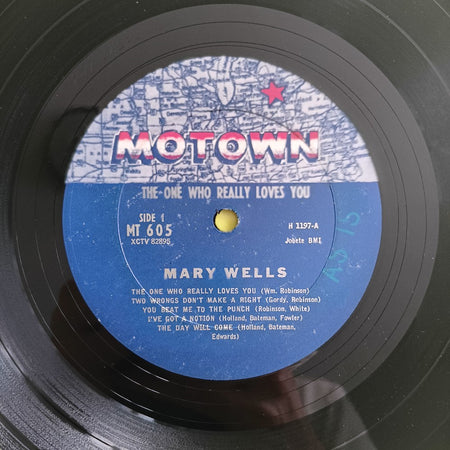 MOTOWN
THE ONE WHO REALLY LOVES YOU
SIDE 1
MT 605
XCTV 82895
H 1197-A
Jobete BMI
MARY WELLS
THE ONE WHO REALLY LOVES YOU (Wm. Robinson)
TWO WRONGS DON'T MAKE A RIGHT (Gordy, Robinson)
YOU BEAT ME TO THE PUNCH (Robinson, White)
I'VE GOT A NOTION (Holland, Bateman, Fowler)
THE DAY WILL COME (Holland, Bateman,
Edwards)